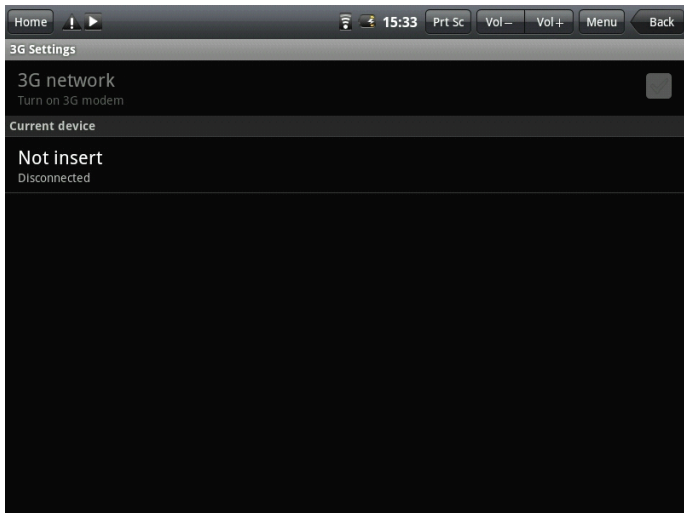 Home 15:33 Prt Sc Vol− Vol+ Menu Back
3G Settings
3G network
Turn on 3G modem
Current device
Not insert
Disconnected